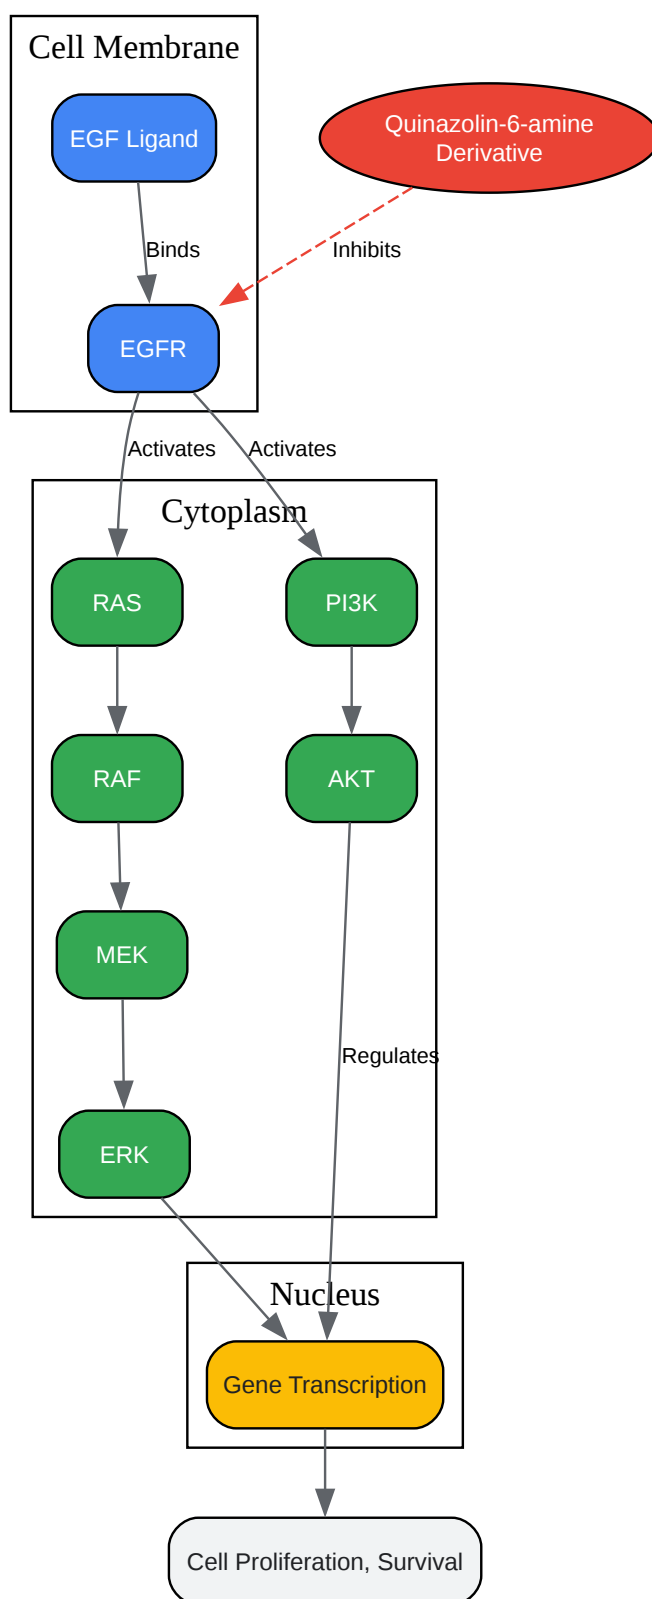 Cell Membrane
EGF Ligand
Quinazolin-6-amine
Derivative
Binds
Inhibits
EGFR
Activates
Activates
Cytoplasm
RAS
PI3K
RAF
AKT
MEK
Regulates
ERK
Nucleus
Gene Transcription
Cell Proliferation, Survival